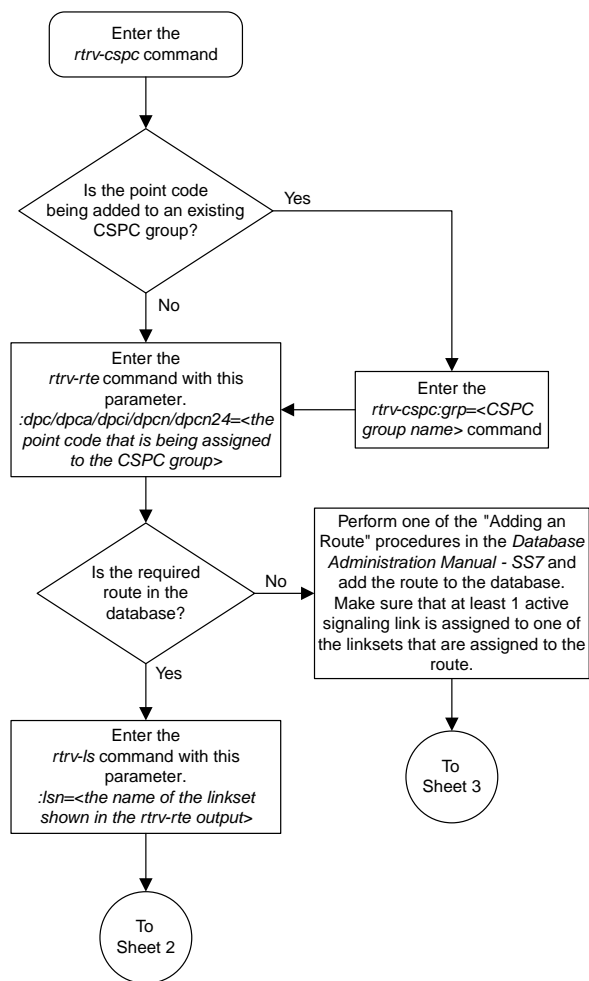 Enter the
rtrv-cspc command
Is the point code
being added to an existing
CSPC group?
Yes
No
Enter the
rtrv-rte command with this
parameter.
:dpc/dpca/dpci/dpcn/dpcn24=<the
point code that is being assigned
to the CSPC group>
Enter the
rtrv-cspc:grp=<CSPC
group name> command
Is the required
route in the
database?
No
Yes
Perform one of the "Adding an
Route" procedures in the Database
Administration Manual - SS7 and
add the route to the database.
Make sure that at least 1 active
signaling link is assigned to one of
the linksets that are assigned to the
route.
Enter the
rtrv-ls command with this
parameter.
:lsn=<the name of the linkset
shown in the rtrv-rte output>
To
Sheet 3
To
Sheet 2